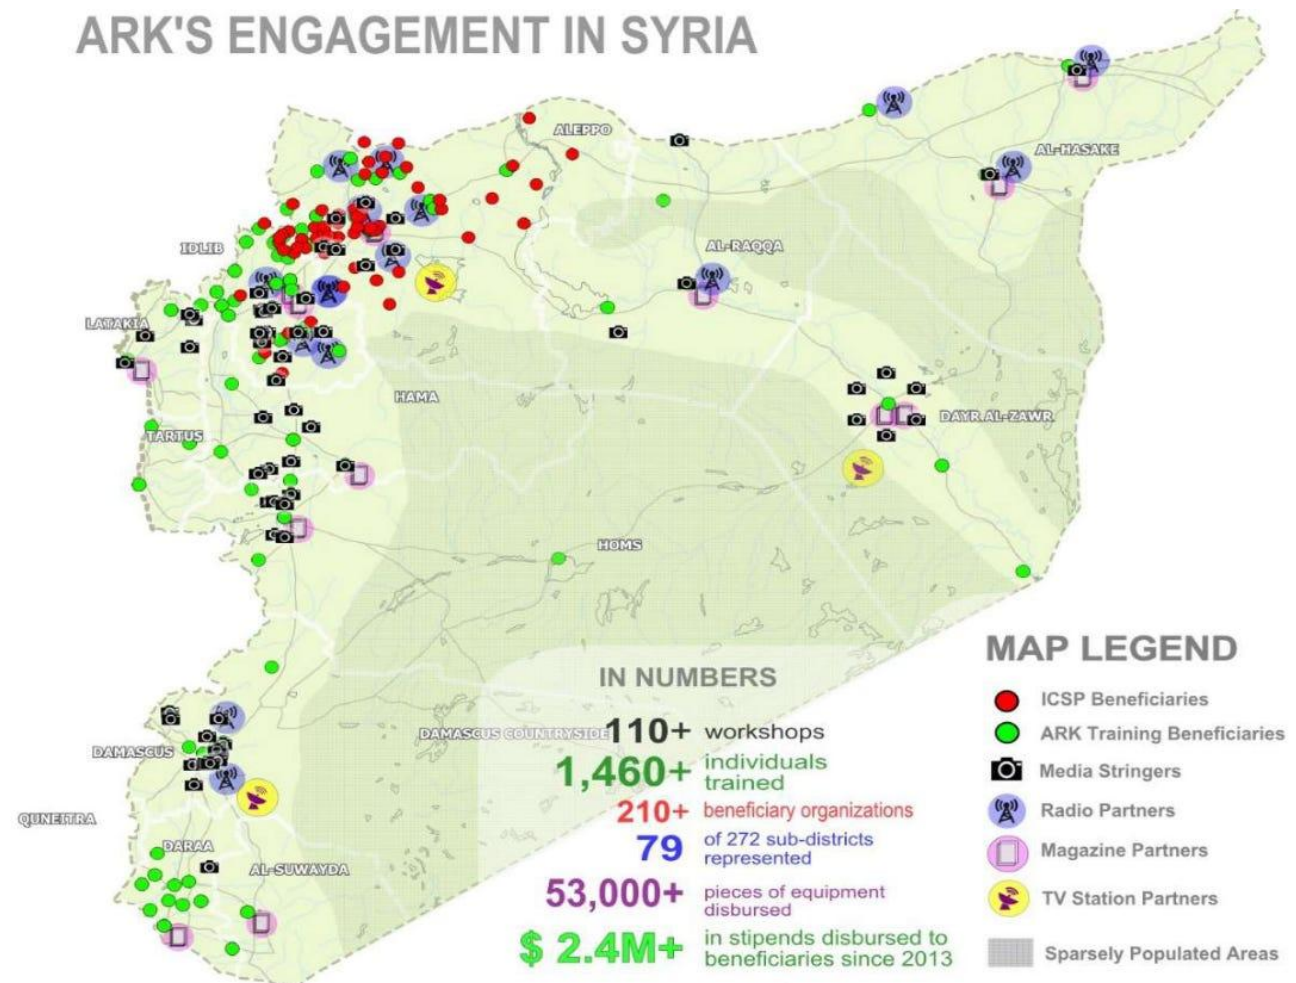 ARK'S ENGAGEMENT IN SYRIA
ALEPPO
AL-HASAKE
IDLIB
AL-RAQQA
LATAKIA
HAMA
DAYR AL-ZAWR
TARTUS
HOMS
DAMASCUS COUNTRYSIDE
DAMASCUS
QUNEITRA
DARAA
AL-SUWAYDA
IN NUMBERS
110+ workshops
1,460+ individuals
trained
210+ beneficiary organizations
79 of 272 sub-districts
represented
53,000+ pieces of equipment
disbursed
$ 2.4M+ in stipends disbursed to
beneficiaries since 2013
MAP LEGEND
ICSP Beneficiaries
ARK Training Beneficiaries
Media Stringers
Radio Partners
Magazine Partners
TV Station Partners
Sparsely Populated Areas